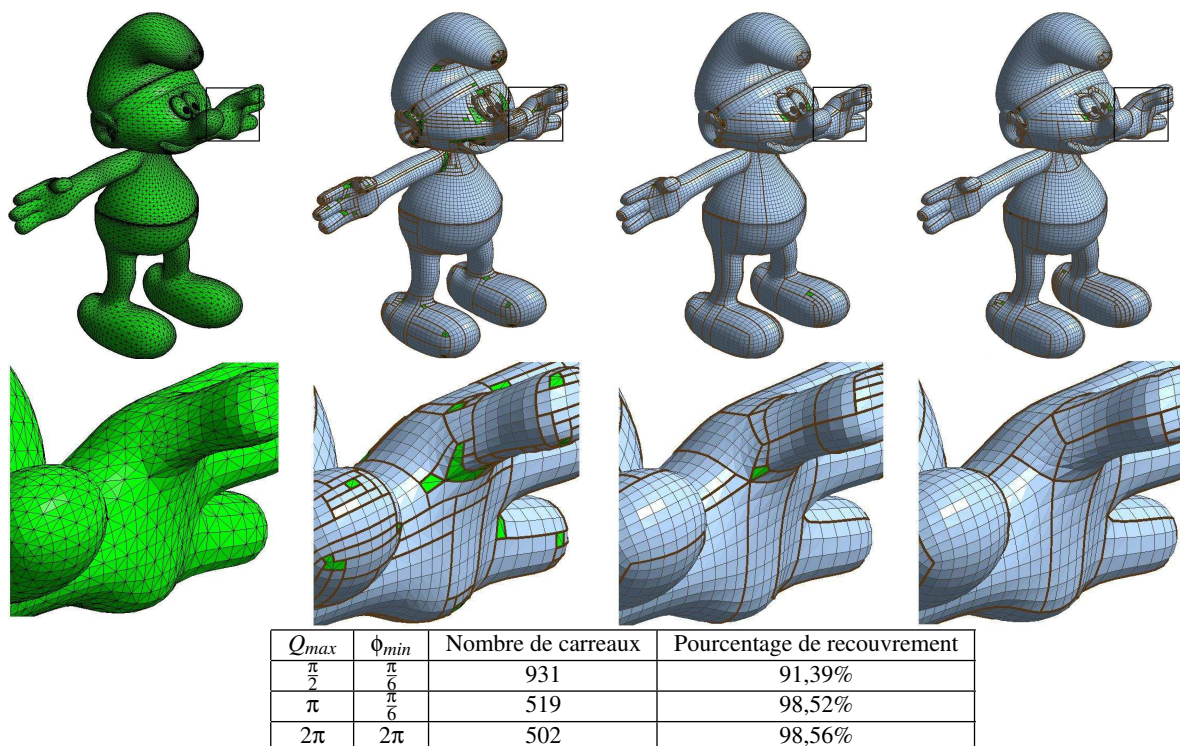 Q_max ϕ_min Nombre de carreaux Pourcentage de recouvrement
π/2 π/6 931 91,39%
π π/6 519 98,52%
2π 2π 502 98,56%